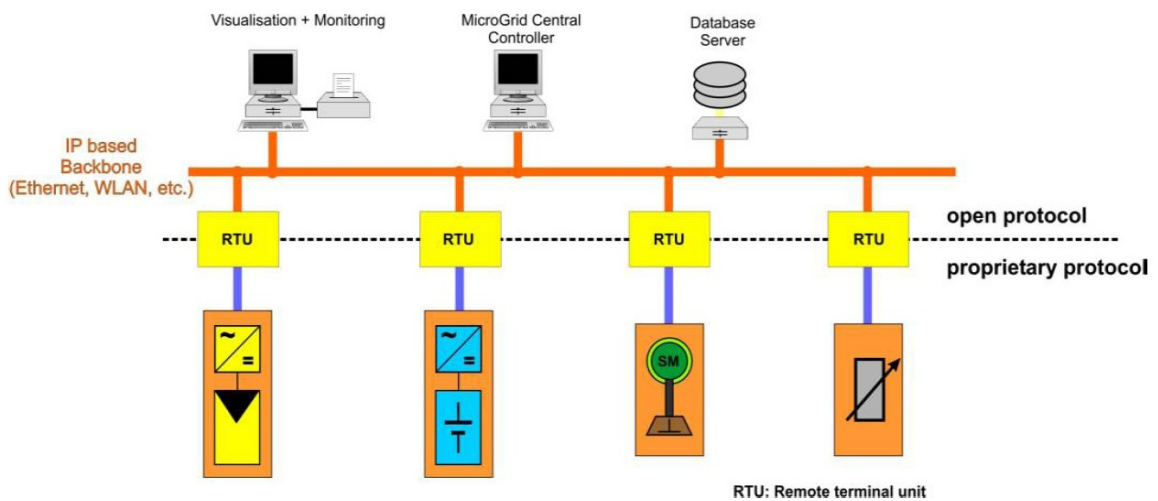 Visualisation + Monitoring
MicroGrid Central
Controller
Database
Server
IP based
Backbone
(Ethernet, WLAN, etc.)
RTU
RTU
RTU
RTU
open protocol
proprietary protocol
~
=
~
=
SM
RTU: Remote terminal unit